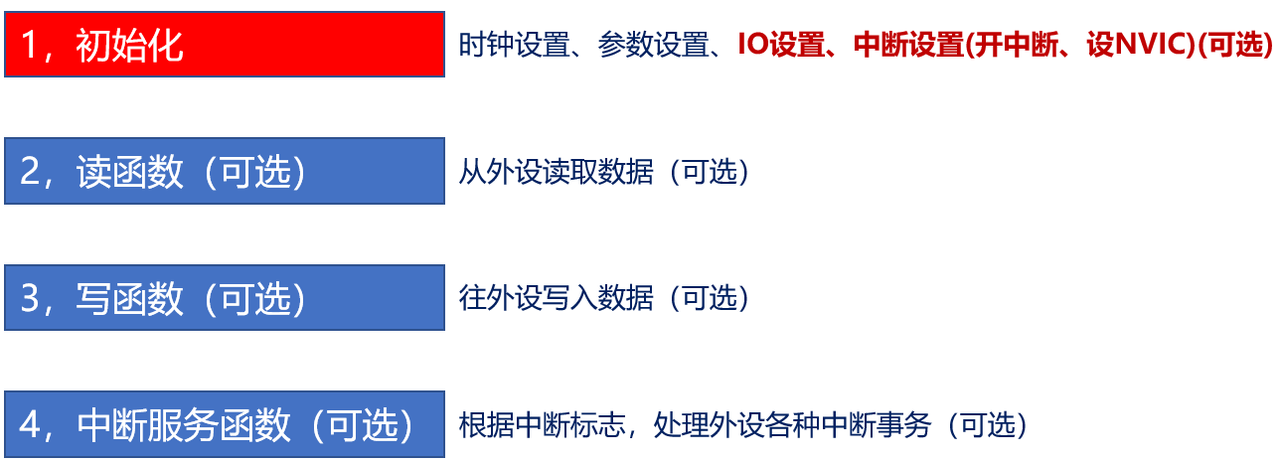 1，初始化
时钟设置、参数设置、IO设置、中断设置(开中断、设NVIC)(可选)
2，读函数（可选）
从外设读取数据（可选）
3，写函数（可选）
往外设写入数据（可选）
4，中断服务函数（可选）
根据中断标志，处理外设各种中断事务（可选）